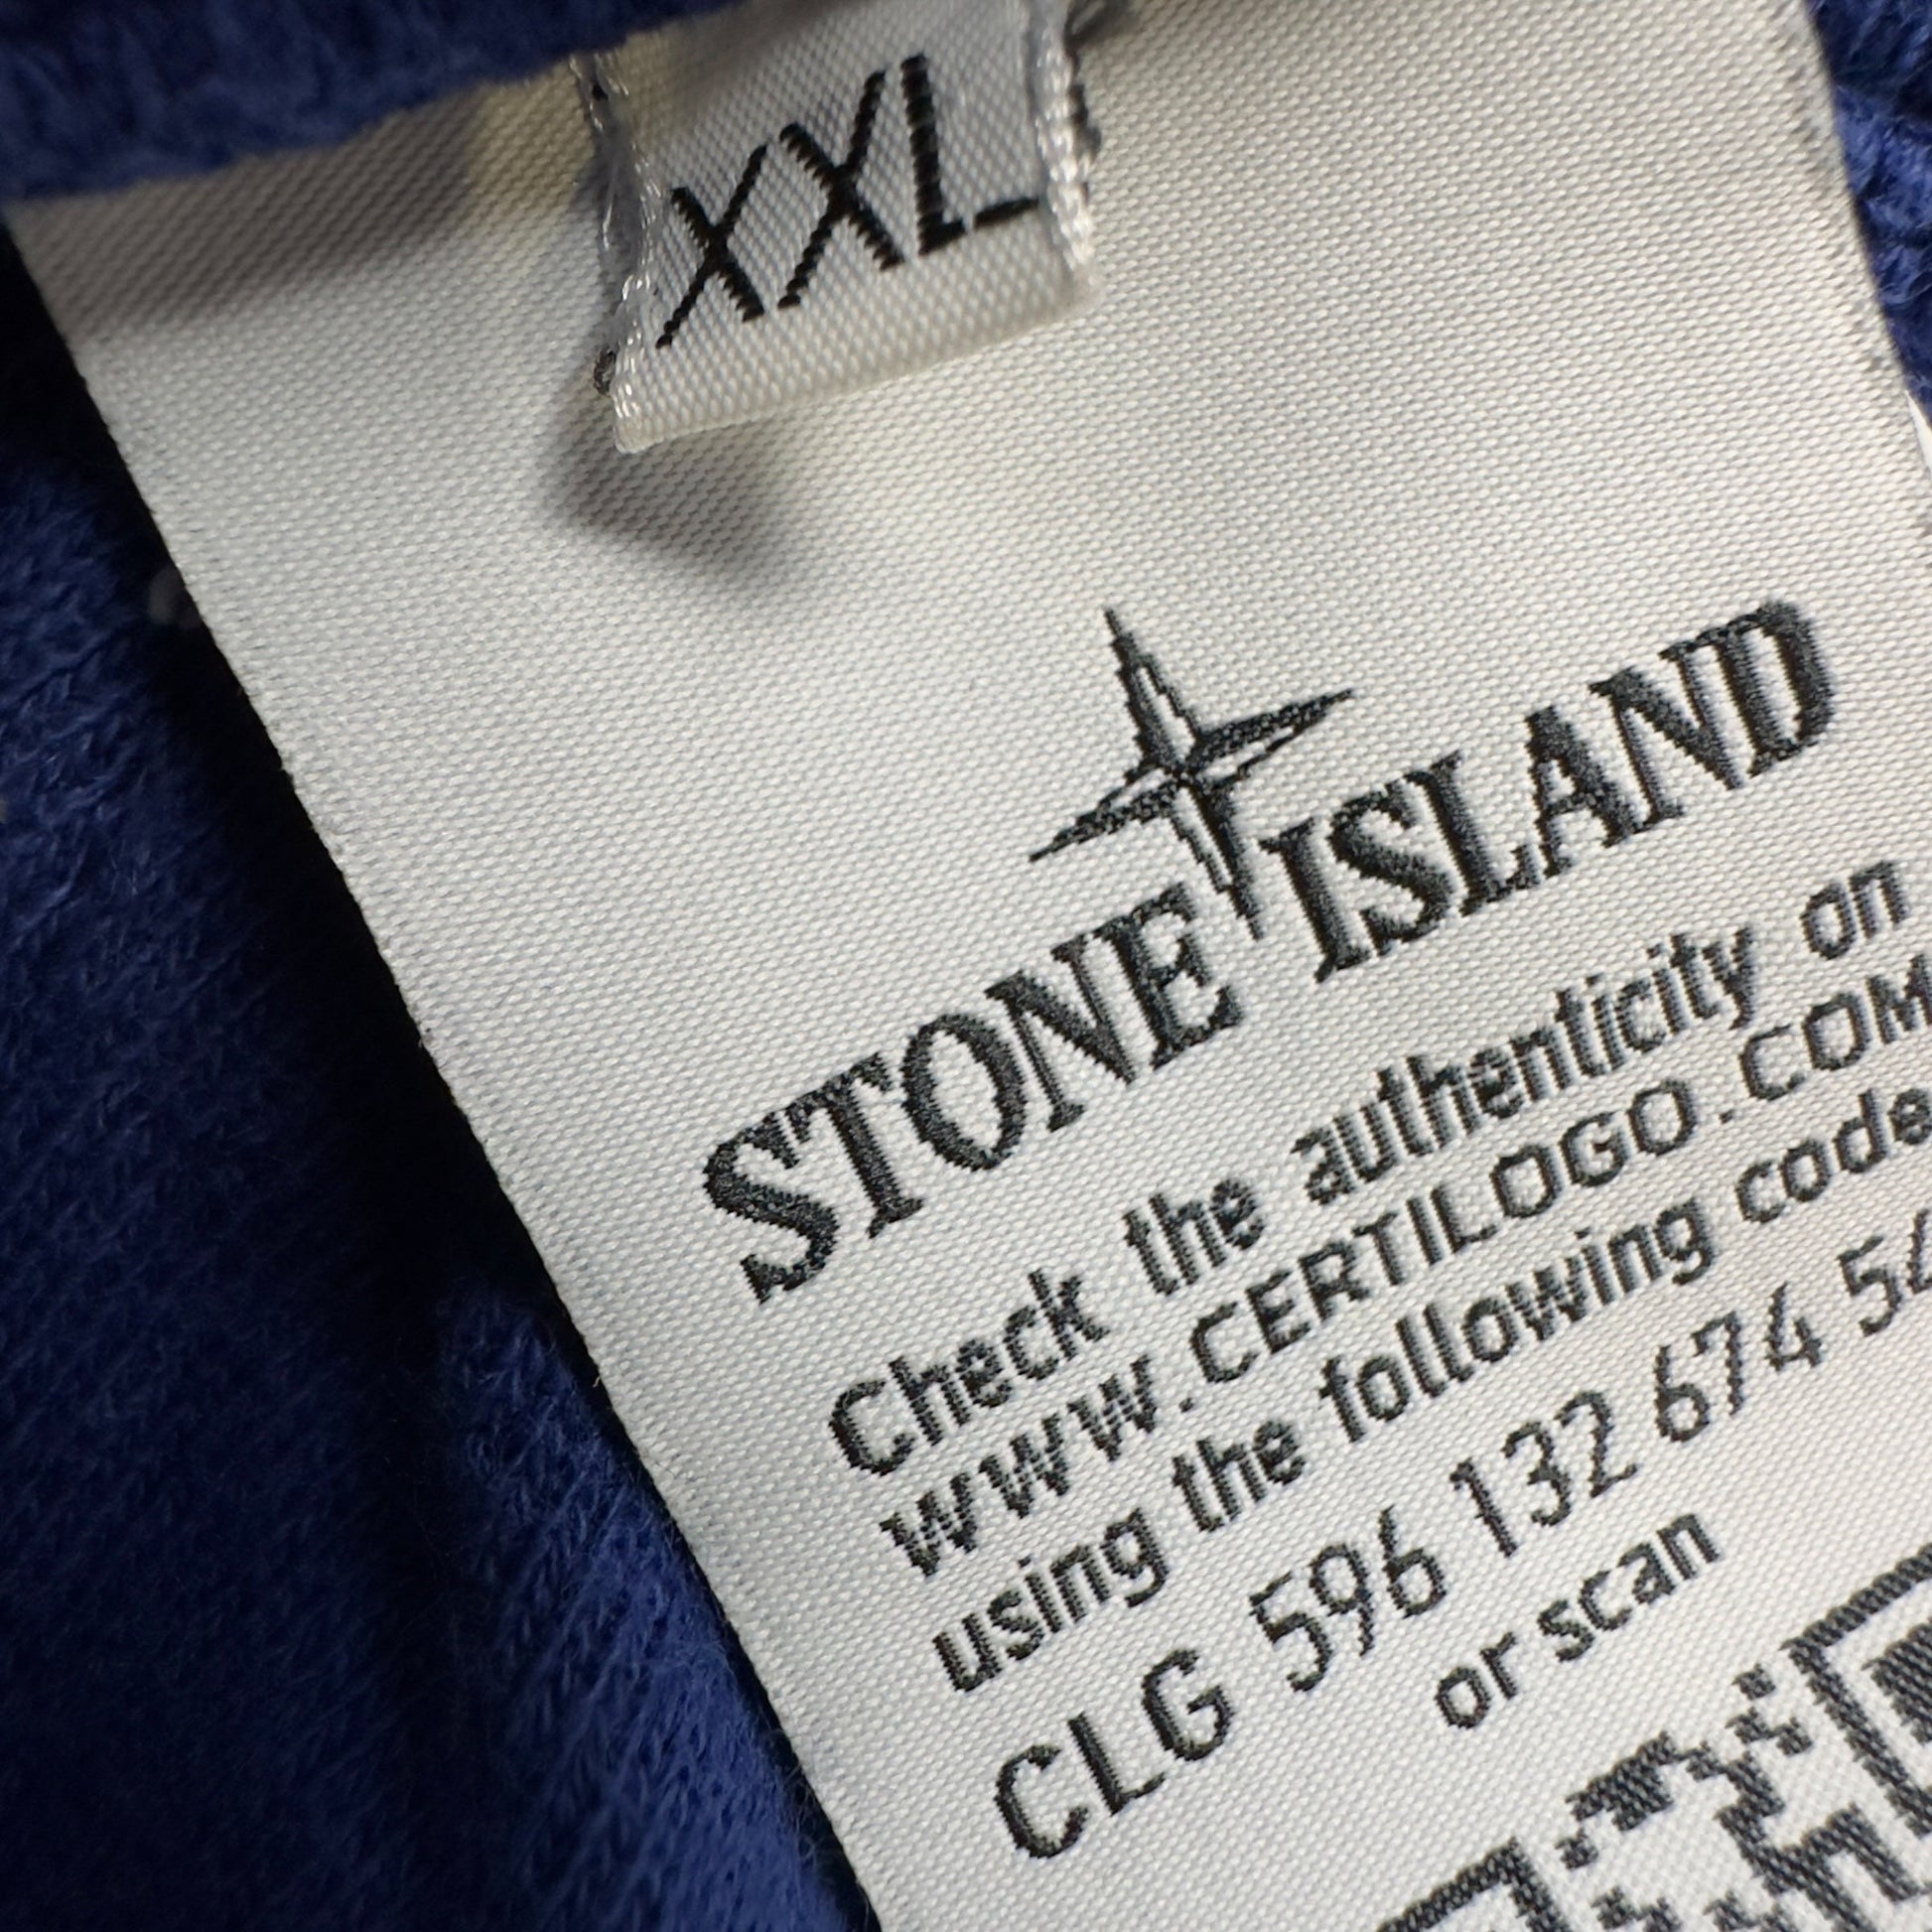 XXL
STONE ISLAND
Check the authenticity on
WWW.CERTILOGO.COM
using the following code
CLG 596 132 674 54
or scan